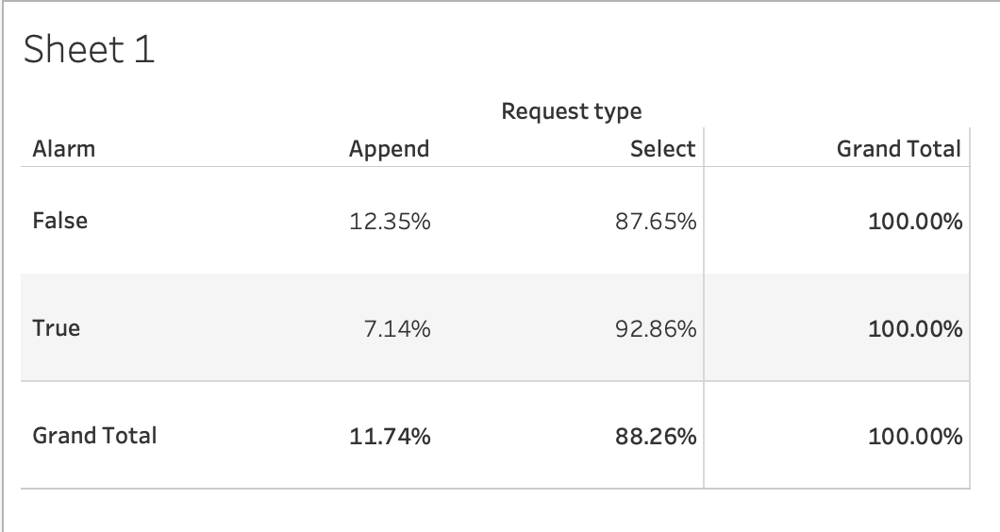 Sheet 1
Request type
Alarm Append Select Grand Total
False 12.35% 87.65% 100.00%
True 7.14% 92.86% 100.00%
Grand Total 11.74% 88.26% 100.00%